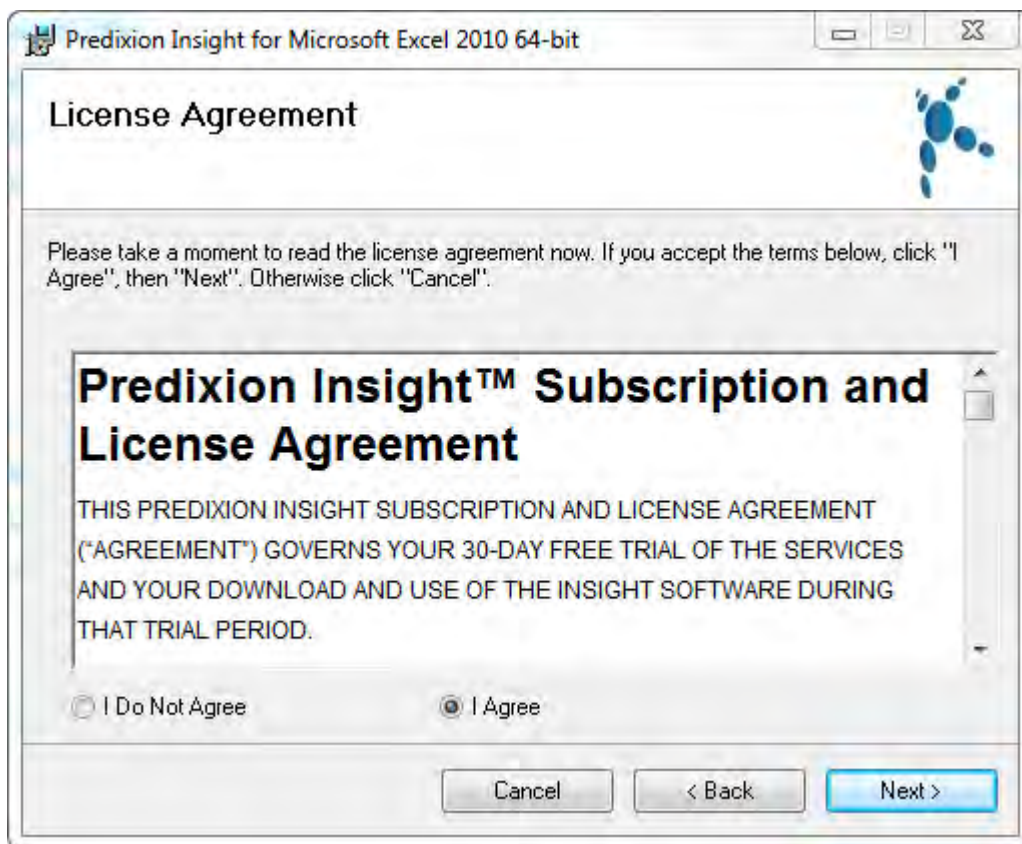 Predixion Insight for Microsoft Excel 2010 64-bit
License Agreement
Please take a moment to read the license agreement now. If you accept the terms below, click "I
Agree", then "Next". Otherwise click "Cancel".
Predixion Insight™ Subscription and
License Agreement
THIS PREDIXION INSIGHT SUBSCRIPTION AND LICENSE AGREEMENT
(“AGREEMENT”) GOVERNS YOUR 30-DAY FREE TRIAL OF THE SERVICES
AND YOUR DOWNLOAD AND USE OF THE INSIGHT SOFTWARE DURING
THAT TRIAL PERIOD.
I Do Not Agree I Agree
Cancel < Back Next >